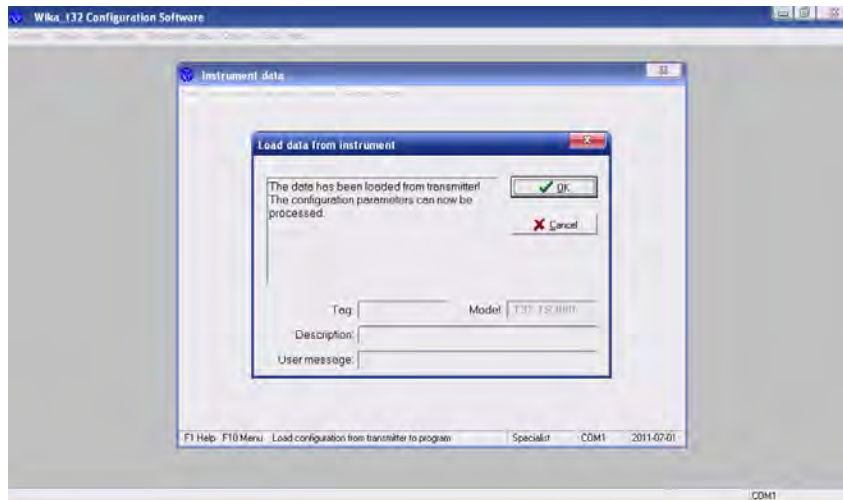 Wika_t32 Configuration Software
Instrument data
Load data from instrument
The data has been loaded from transmitter!
The configuration parameters can now be
processed.
OK
Cancel
Tag:
Model:
Description:
User message:
F1 Help F10 Menu Load configuration from transmitter to program Specialist COM1 2011-07-01
COM1